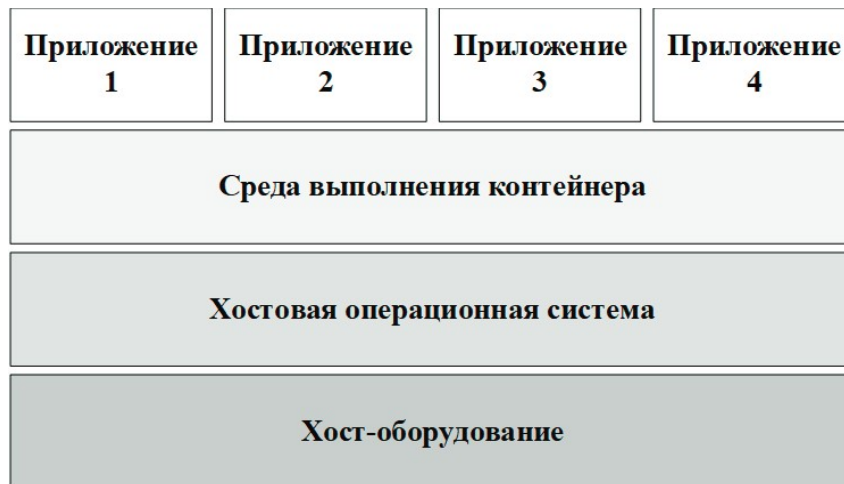 Приложение
1
Приложение
2
Приложение
3
Приложение
4
Среда выполнения контейнера
Хостовая операционная система
Хост-оборудование